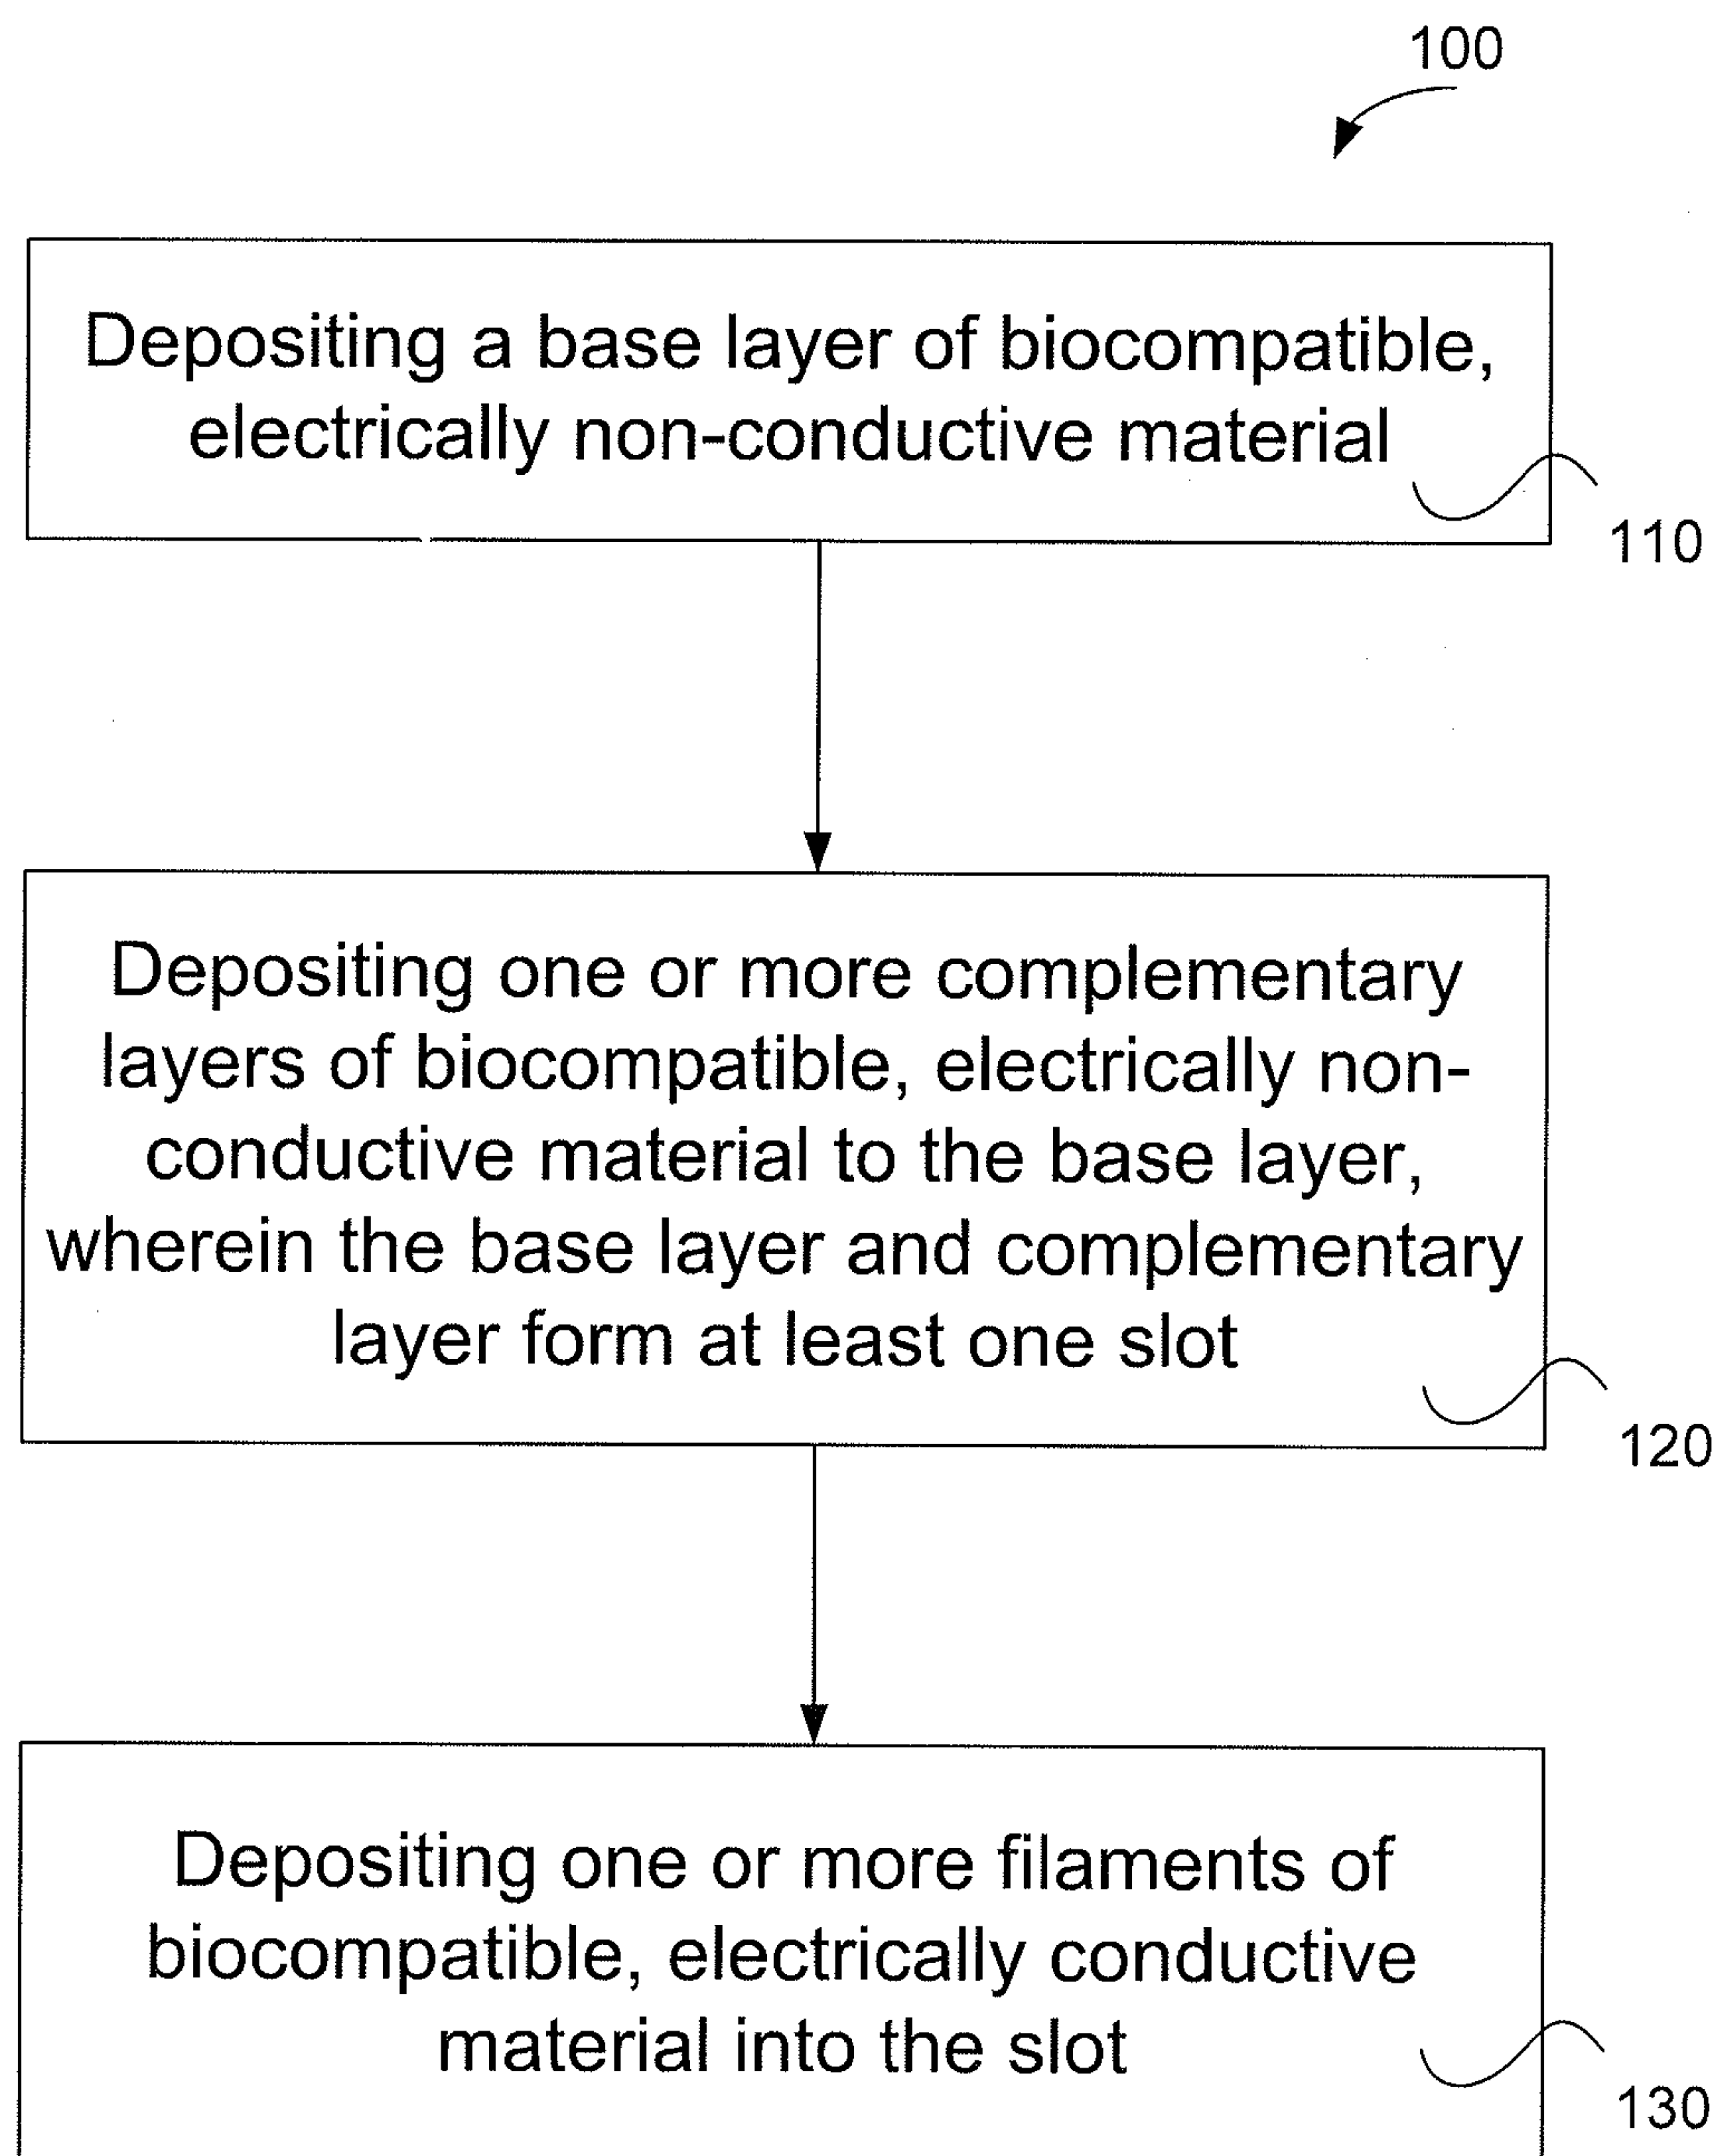 100
Depositing a base layer of biocompatible,
electrically non-conductive material
110
Depositing one or more complementary
layers of biocompatible, electrically non-
conductive material to the base layer,
wherein the base layer and complementary
layer form at least one slot
120
Depositing one or more filaments of
biocompatible, electrically conductive
material into the slot
130